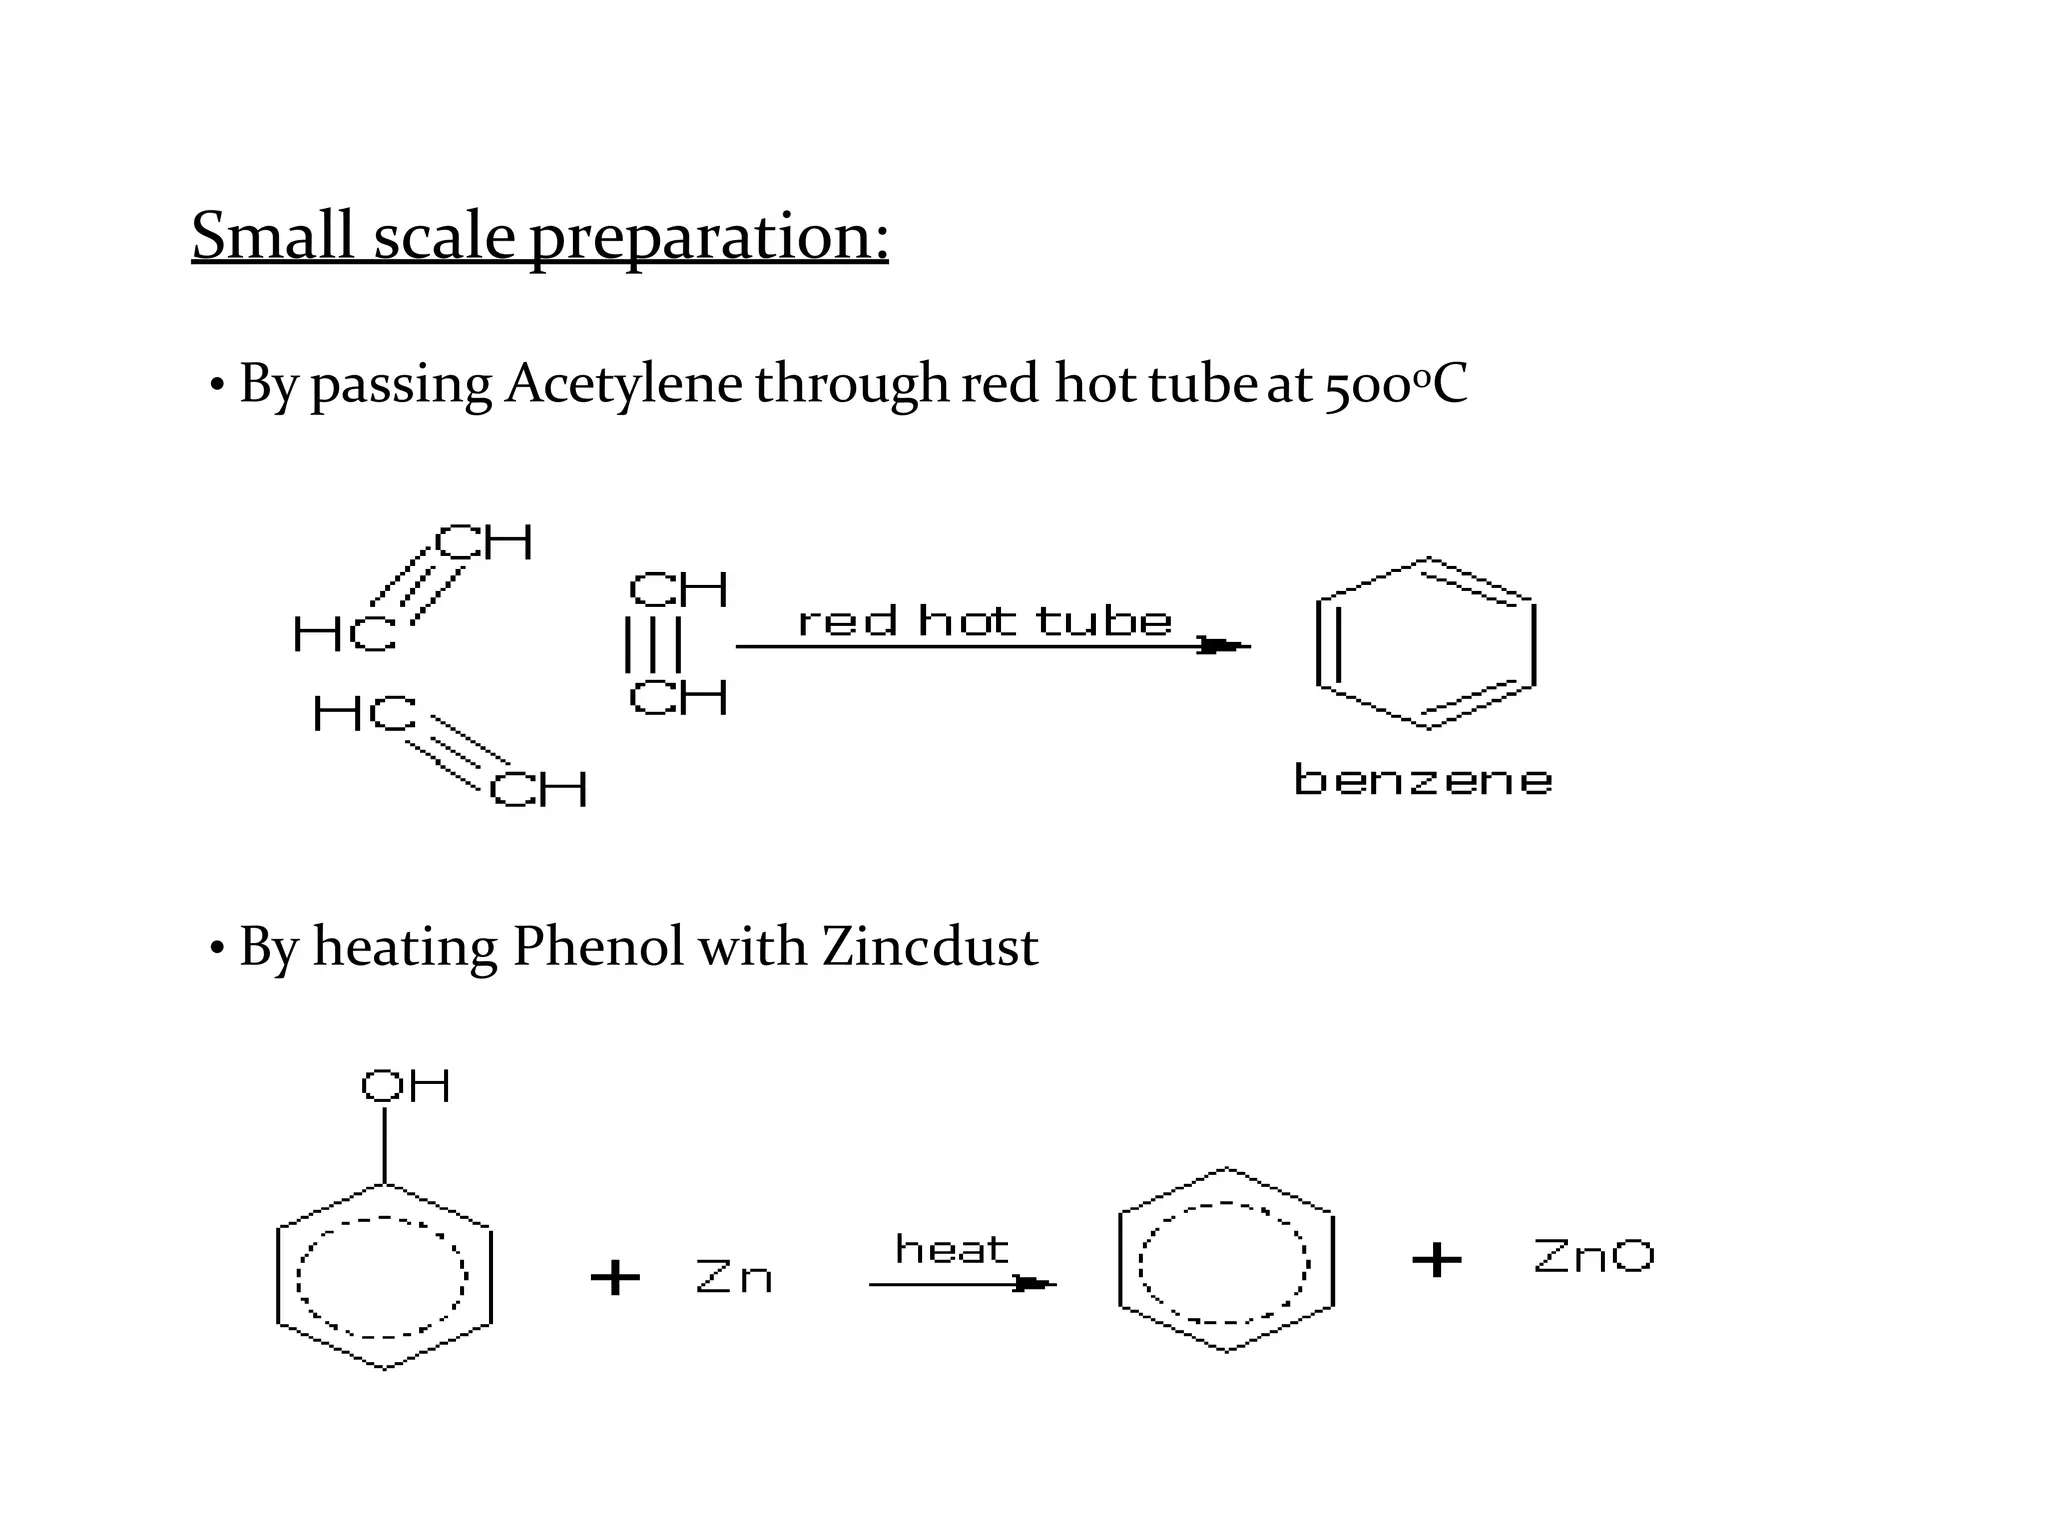 Small scale preparation:
• By passing Acetylene through red hot tube at 500⁰C
CH
HC
CH
red hot tube
HC
CH
CH
benzene
• By heating Phenol with Zincdust
OH
+ Zn
heat
+ ZnO